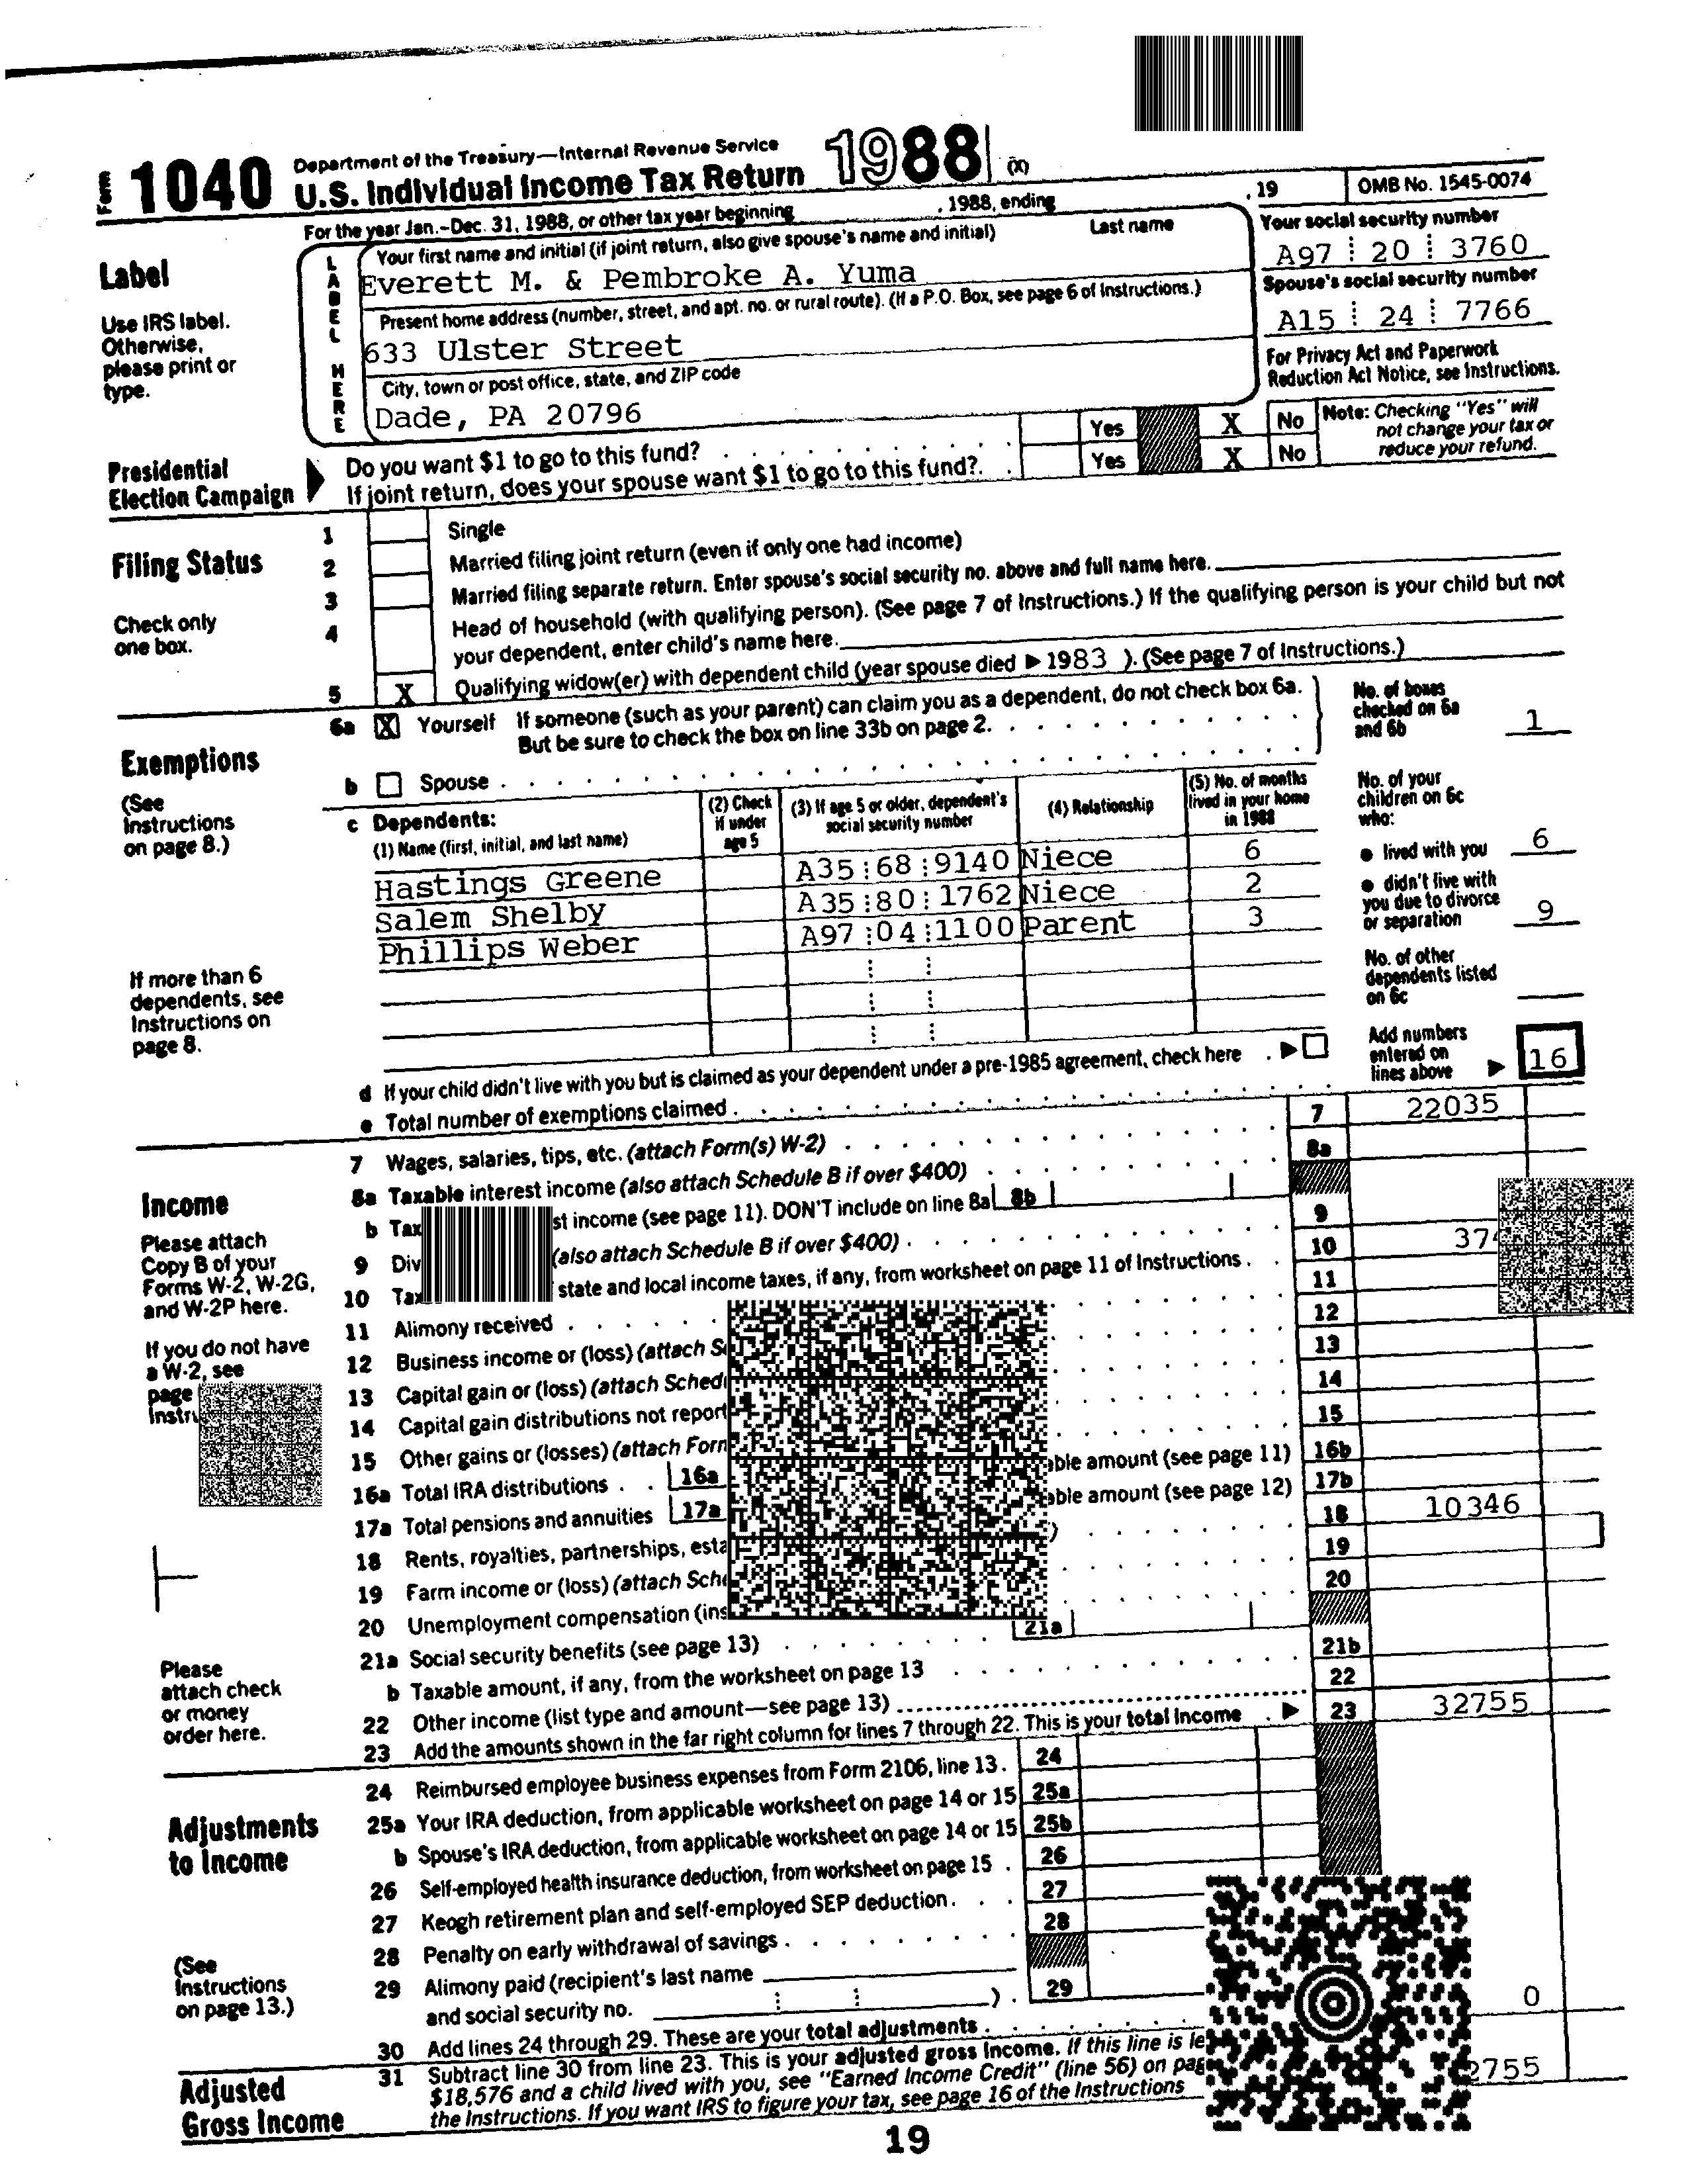 Form 1040 Department of the Treasury—Internal Revenue Service
U.S. Individual Income Tax Return 1988 (X)
For the year Jan.–Dec. 31, 1988, or other tax year beginning , 1988, ending , 19 OMB No. 1545-0074
Label
Use IRS label. Otherwise, please print or type.
LABEL HERE
Your first name and initial (if joint return, also give spouse's name and initial) Last name
Everett M. & Pembroke A. Yuma
Your social security number
A97 20 3760
Present home address (number, street, and apt. no. or rural route). (If a P.O. Box, see page 6 of Instructions.)
633 Ulster Street
Spouse's social security number
A15 24 7766
City, town or post office, state, and ZIP code
Dade, PA 20796
For Privacy Act and Paperwork Reduction Act Notice, see Instructions.
Presidential Election Campaign
Do you want $1 to go to this fund? Yes X No
If joint return, does your spouse want $1 to go to this fund? Yes X No
Note: Checking "Yes" will not change your tax or reduce your refund.
Filing Status
Check only one box.
1 Single
2 Married filing joint return (even if only one had income)
3 Married filing separate return. Enter spouse's social security no. above and full name here.
4 Head of household (with qualifying person). (See page 7 of Instructions.) If the qualifying person is your child but not
your dependent, enter child's name here.
5 X Qualifying widow(er) with dependent child (year spouse died ▶ 1983 ). (See page 7 of Instructions.)
Exemptions
(See Instructions on page 8.)
6a X Yourself If someone (such as your parent) can claim you as a dependent, do not check box 6a.
But be sure to check the box on line 33b on page 2.
b Spouse
No. of boxes checked on 6a and 6b 1
c Dependents:
(1) Name (first, initial, and last name) (2) Check if under age 5 (3) If age 5 or older, dependent's social security number (4) Relationship (5) No. of months lived in your home in 1988
Hastings Greene A35 68 9140 Niece 6
Salem Shelby A35 80 1762 Niece 2
Phillips Weber A97 04 1100 Parent 3
No. of your children on 6c who:
● lived with you 6
● didn't live with you due to divorce or separation 9
No. of other dependents listed on 6c
If more than 6 dependents, see Instructions on page 8.
d If your child didn't live with you but is claimed as your dependent under a pre-1985 agreement, check here ▶
e Total number of exemptions claimed
Add numbers entered on lines above ▶ 16
Income
Please attach Copy B of your Forms W-2, W-2G, and W-2P here.
If you do not have a W-2, see page
7 Wages, salaries, tips, etc. (attach Form(s) W-2) 7 22035
8a Taxable interest income (also attach Schedule B if over $400) 8a
b income (see page 11). DON'T include on line 8a 8b
9 (also attach Schedule B if over $400) 9
10 state and local income taxes, if any, from worksheet on page 11 of Instructions 10 37
11 Alimony received 11
12 Business income or (loss) (attach 12
13 Capital gain or (loss) (attach 13
14 Capital gain distributions not 14
15 Other gains or (losses) (attach 15
16a Total IRA distributions 16a amount (see page 11) 16b
17a Total pensions and annuities 17a amount (see page 12) 17b
18 Rents, royalties, partnerships, 18 10346
19 Farm income or (loss) (attach 19
20 Unemployment compensation 20
21a Social security benefits (see page 13) 21a
b Taxable amount, if any, from the worksheet on page 13 21b
22 Other income (list type and amount—see page 13) 22
23 Add the amounts shown in the far right column for lines 7 through 22. This is your total income ▶ 23 32755
Please attach check or money order here.
Adjustments to Income
(See Instructions on page 13.)
24 Reimbursed employee business expenses from Form 2106, line 13. 24
25a Your IRA deduction, from applicable worksheet on page 14 or 15 25a
b Spouse's IRA deduction, from applicable worksheet on page 14 or 15 25b
26 Self-employed health insurance deduction, from worksheet on page 15 26
27 Keogh retirement plan and self-employed SEP deduction 27
28 Penalty on early withdrawal of savings 28
29 Alimony paid (recipient's last name
and social security no. ) 29
30 Add lines 24 through 29. These are your total adjustments 0
Adjusted Gross Income
31 Subtract line 30 from line 23. This is your adjusted gross income. If this line is
$18,576 and a child lived with you, see "Earned Income Credit" (line 56) on 2755
the Instructions. If you want IRS to figure your tax, see page 16 of the Instructions
19